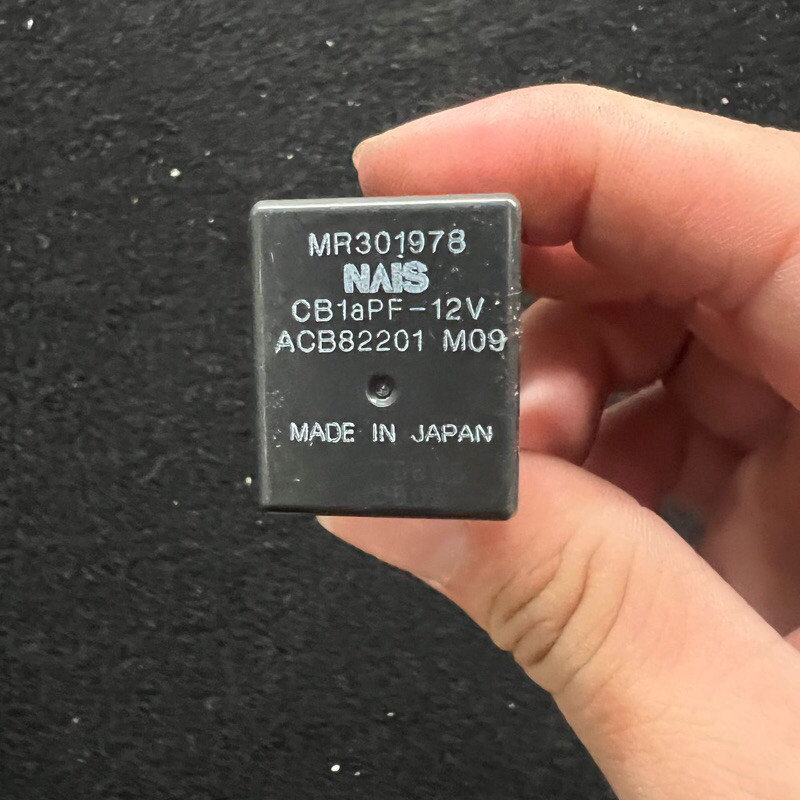 MR301978
NAIS
CB1aPF-12V
ACB82201 M09
MADE IN JAPAN